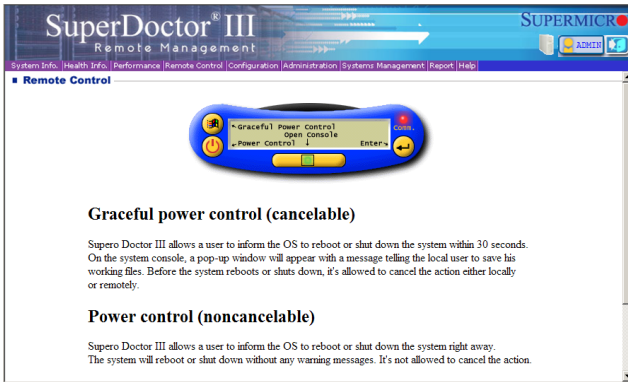 SuperDoctor® III
Remote Management
SUPERMICR
ADMIN
System Info. |Health Info. |Performance |Remote Control |Configuration |Administration |Systems Management |Report |Help|
Remote Control
Graceful Power Control
Open Console
Power Control
Enter
Comm.
Graceful power control (cancelable)
Supero Doctor III allows a user to inform the OS to reboot or shut down the system within 30 seconds.
On the system console, a pop-up window will appear with a message telling the local user to save his
working files. Before the system reboots or shuts down, it's allowed to cancel the action either locally
or remotely.
Power control (noncancelable)
Supero Doctor III allows a user to inform the OS to reboot or shut down the system right away.
The system will reboot or shut down without any warning messages. It's not allowed to cancel the action.